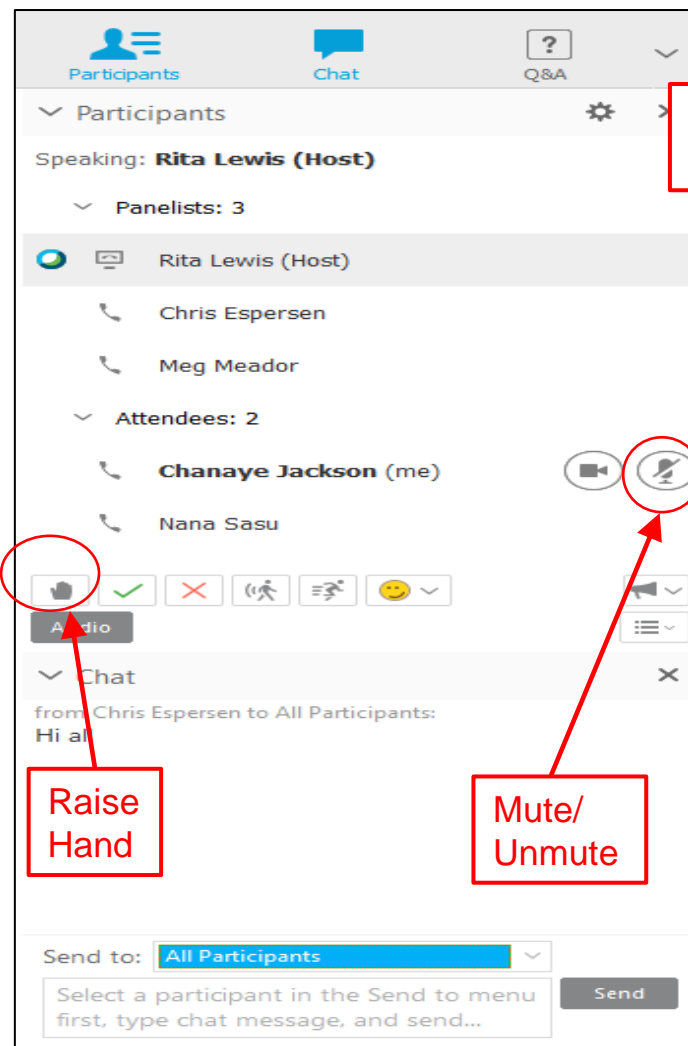 Participants Chat Q&A
Participants
Speaking: Rita Lewis (Host)
Panelists: 3
Rita Lewis (Host)
Chris Espersen
Meg Meador
Attendees: 2
Chanaye Jackson (me)
Nana Sasu
Audio
Chat
from Chris Espersen to All Participants:
Hi all
Raise
Hand
Mute/
Unmute
Send to: All Participants
Select a participant in the Send to menu
first, type chat message, and send...
Send